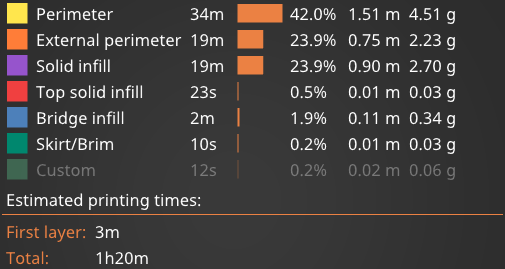 Perimeter 34m 42.0% 1.51 m 4.51 g
External perimeter 19m 23.9% 0.75 m 2.23 g
Solid infill 19m 23.9% 0.90 m 2.70 g
Top solid infill 23s 0.5% 0.01 m 0.03 g
Bridge infill 2m 1.9% 0.11 m 0.34 g
Skirt/Brim 10s 0.2% 0.01 m 0.03 g
Custom 12s 0.2% 0.02 m 0.06 g
Estimated printing times:
First layer: 3m
Total: 1h20m